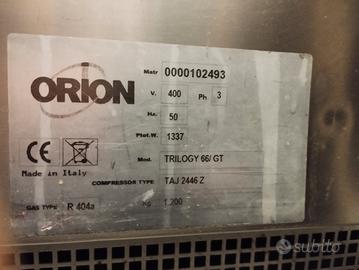 ORION
Matr 0000102493
V. 400 Ph 3
Hz. 50
Ptot.W. 1337
Mod. TRILOGY 66/ GT
CE
Made in Italy
COMPRESSOR TYPE TAJ 2446 Z
GAS TYPE R 404a Kg 1,200
subito